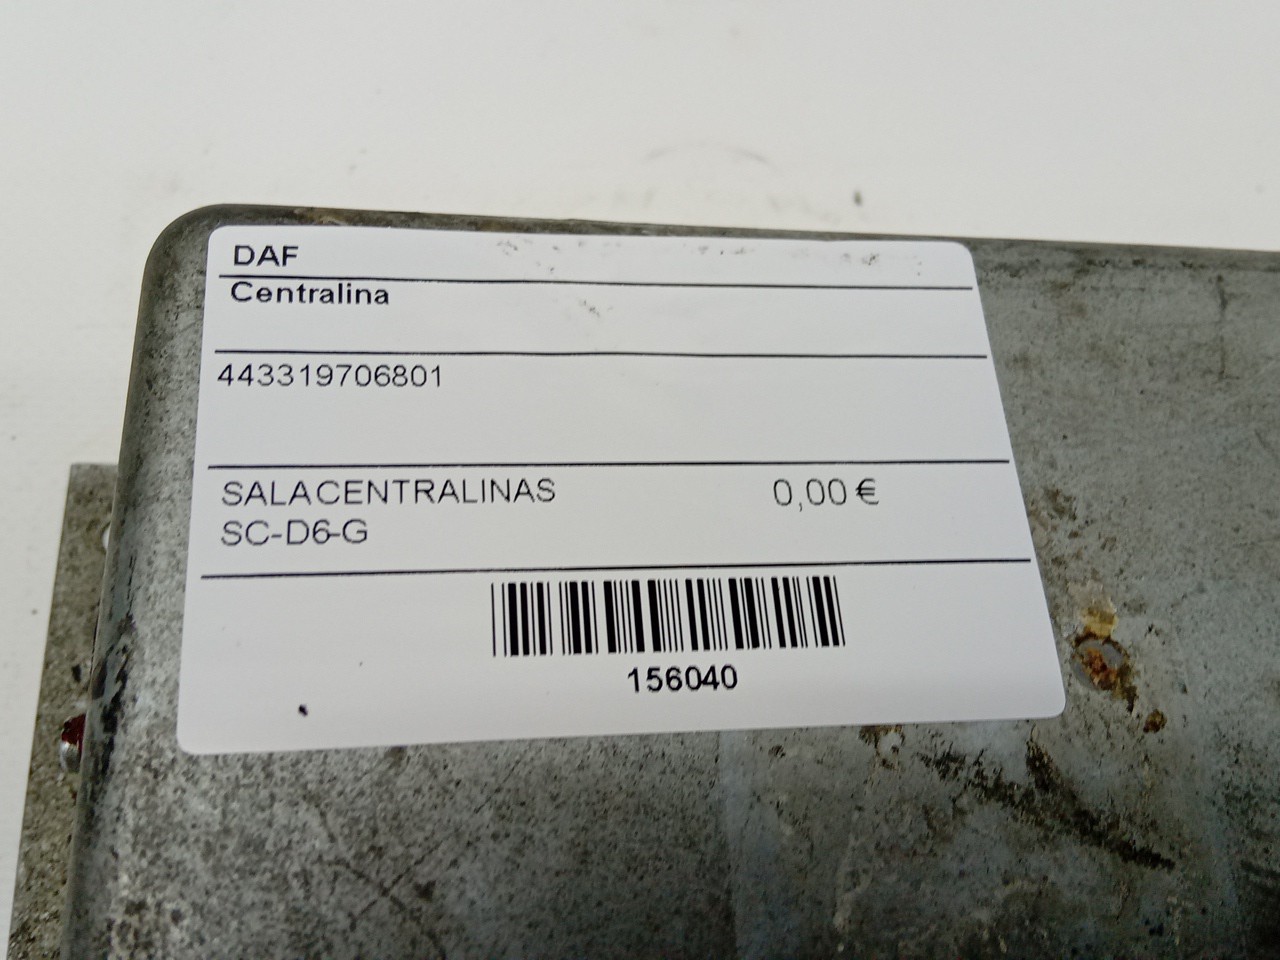 DAF
Centralina
443319706801
SALACENTRALINAS 0,00 €
SC-D6-G
156040